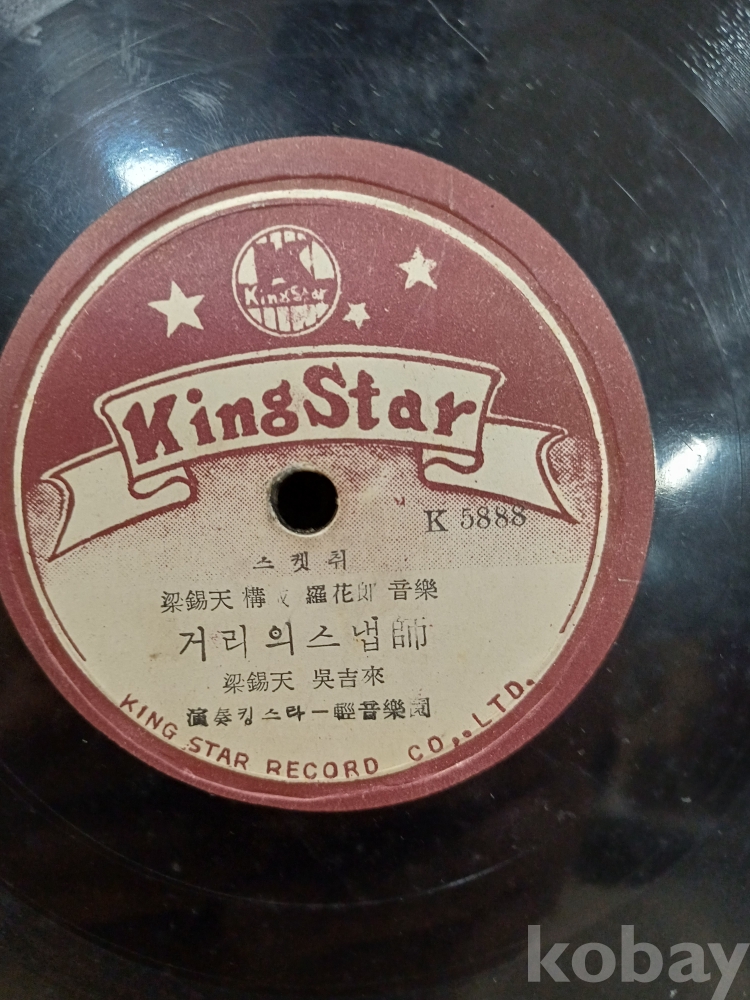 KingStar
KingStar
K 5888
스켓취
梁錫天 構成 羅花郎 音樂
거리의스냅師
梁錫天 吳吉來
演奏킹스타ー輕音樂團
KING STAR RECORD CO., LTD.
kobay